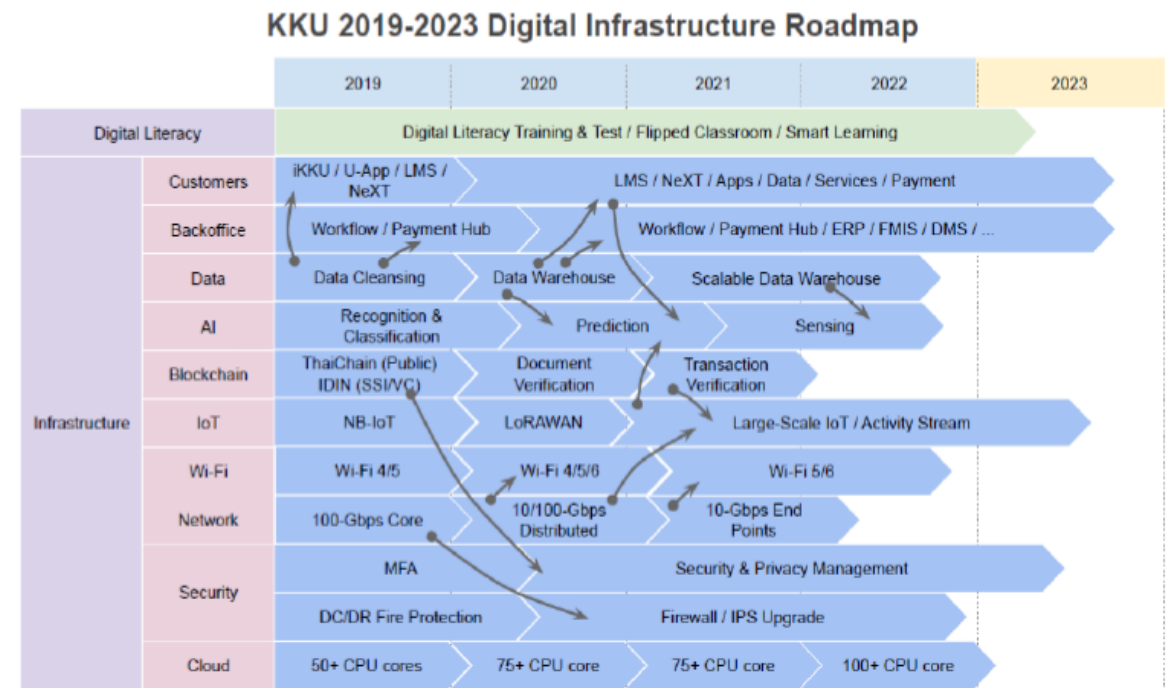 KKU 2019-2023 Digital Infrastructure Roadmap
2019 2020 2021 2022 2023
Digital Literacy Digital Literacy Training & Test / Flipped Classroom / Smart Learning
Infrastructure
Customers
iKKU / U-App / LMS /
NeXT
LMS / NeXT / Apps / Data / Services / Payment
Backoffice
Workflow / Payment Hub
Workflow / Payment Hub / ERP / FMIS / DMS / ...
Data
Data Cleansing
Data Warehouse
Scalable Data Warehouse
AI
Recognition &
Classification
Prediction
Sensing
Blockchain
ThaiChain (Public)
IDIN (SSI/VC)
Document
Verification
Transaction
Verification
IoT
NB-IoT
LoRAWAN
Large-Scale IoT / Activity Stream
Wi-Fi
Wi-Fi 4/5
Wi-Fi 4/5/6
Wi-Fi 5/6
Network
100-Gbps Core
10/100-Gbps
Distributed
10-Gbps End
Points
Security
MFA
Security & Privacy Management
DC/DR Fire Protection
Firewall / IPS Upgrade
Cloud
50+ CPU cores
75+ CPU core
75+ CPU core
100+ CPU core